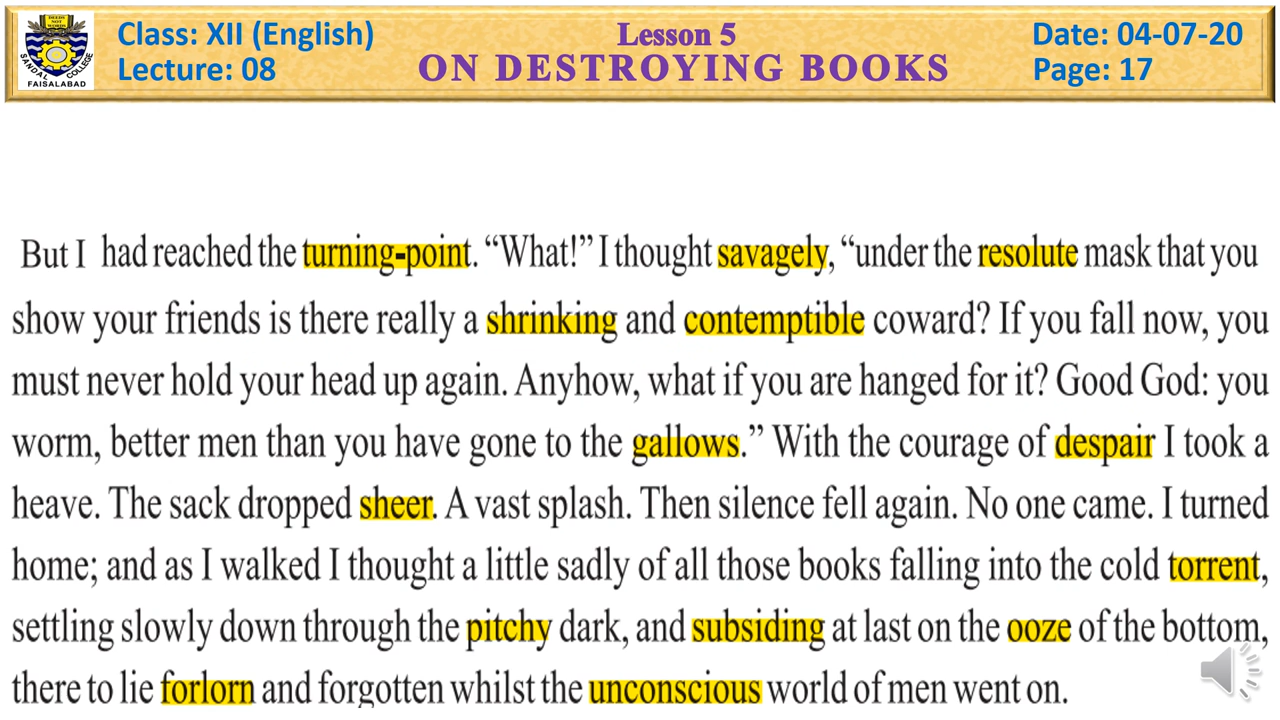 DEEDS NOT WORDS
SANDAL COLLEGE
FAISALABAD
Class: XII (English)
Lecture: 08
Lesson 5
ON DESTROYING BOOKS
Date: 04-07-20
Page: 17
But I had reached the turning-point. “What!” I thought savagely, “under the resolute mask that you
show your friends is there really a shrinking and contemptible coward? If you fall now, you
must never hold your head up again. Anyhow, what if you are hanged for it? Good God: you
worm, better men than you have gone to the gallows.” With the courage of despair I took a
heave. The sack dropped sheer. A vast splash. Then silence fell again. No one came. I turned
home; and as I walked I thought a little sadly of all those books falling into the cold torrent,
settling slowly down through the pitchy dark, and subsiding at last on the ooze of the bottom,
there to lie forlorn and forgotten whilst the unconscious world of men went on.